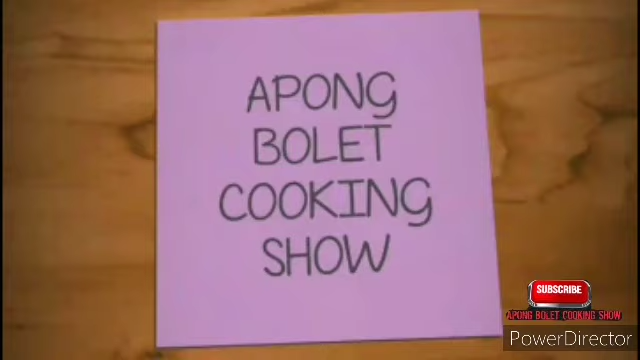 APONG
BOLET
COOKING
SHOW
SUBSCRIBE
APONG BOLET COOKING SHOW
PowerDirector